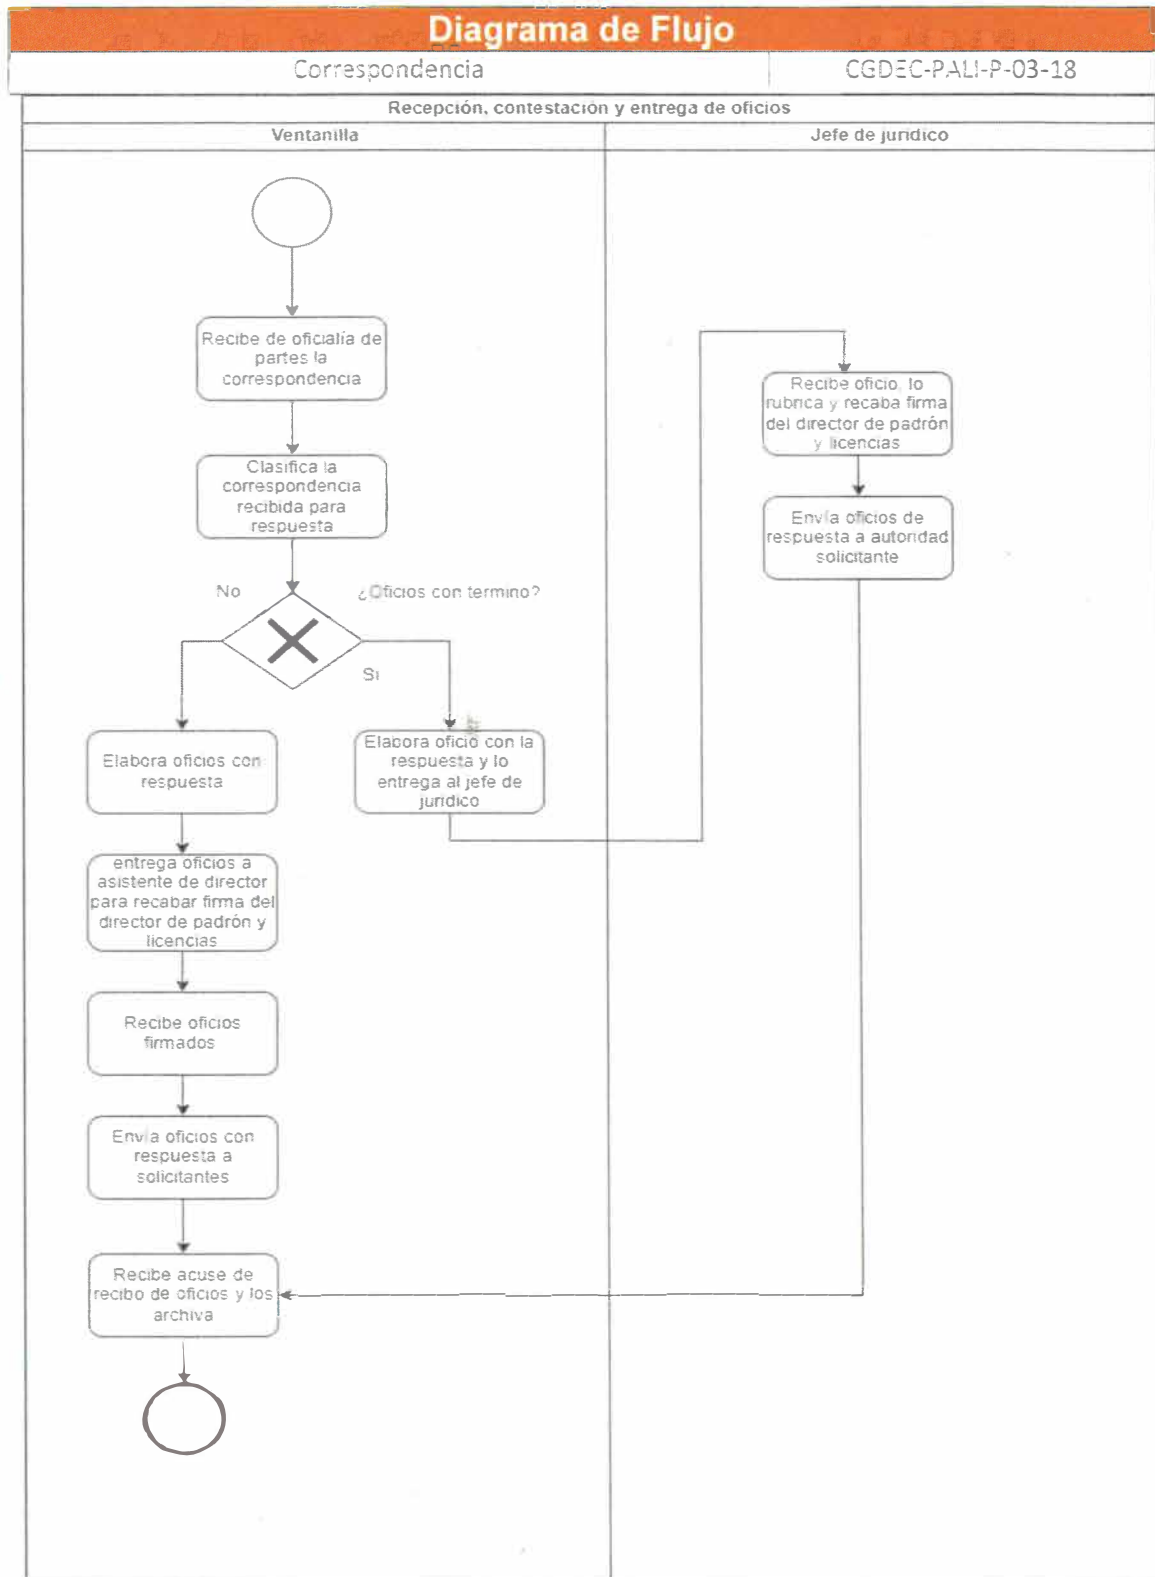 Diagrama de Flujo
Correspondencia
CGDEC-PALI-P-03-18
Recepción, contestación y entrega de oficios
Ventanilla
Jefe de juridico
Recibe de oficialía de
partes la
correspondencia
Clasifica la
correspondencia
recibida para
respuesta
No
¿Oficios con termino?
Si
Elabora oficios con
respuesta
Elabora oficio con la
respuesta y lo
entrega al jefe de
juridico
entrega oficios a
asistente de director
para recabar firma del
director de padrón y
licencias
Recibe oficios
firmados
Envía oficios con
respuesta a
solicitantes
Recibe acuse de
recibo de oficios y los
archiva
Recibe oficio, lo
rubrica y recaba firma
del director de padrón
y licencias
Envía oficios de
respuesta a autoridad
solicitante